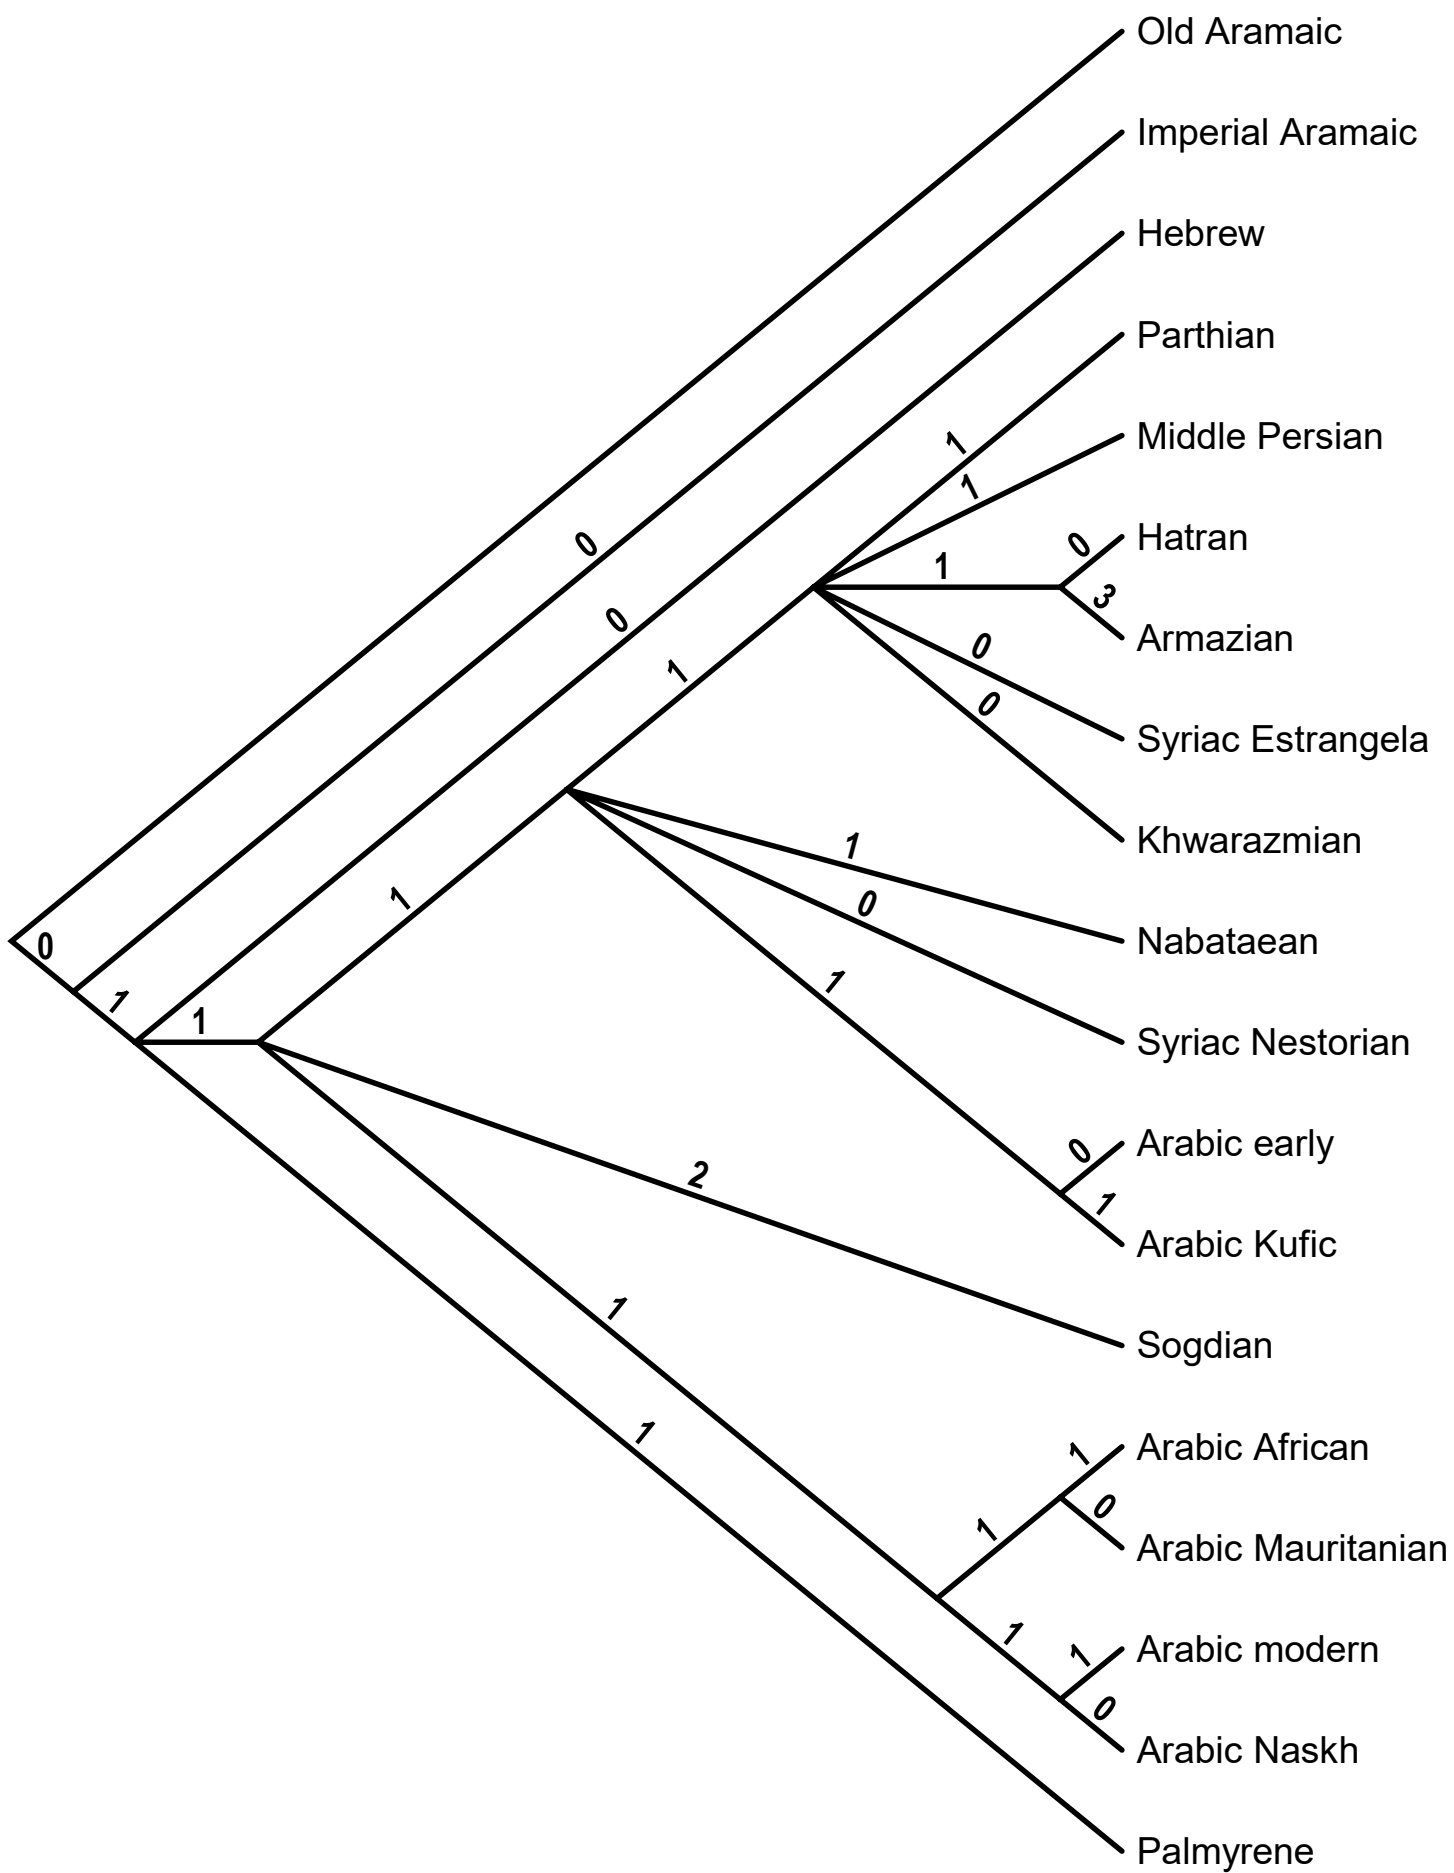 Old Aramaic
Imperial Aramaic
Hebrew
Parthian
1
Middle Persian
1
Hatran
0
0
1
3
Armazian
0
0
1
Syriac Estrangela
0
Khwarazmian
1
1
0
Nabataean
0
1
1
1
Syriac Nestorian
1
Arabic early
0
2
1
Arabic Kufic
1
Sogdian
1
Arabic African
1
0
1
Arabic Mauritanian
1
Arabic modern
1
0
Arabic Naskh
Palmyrene